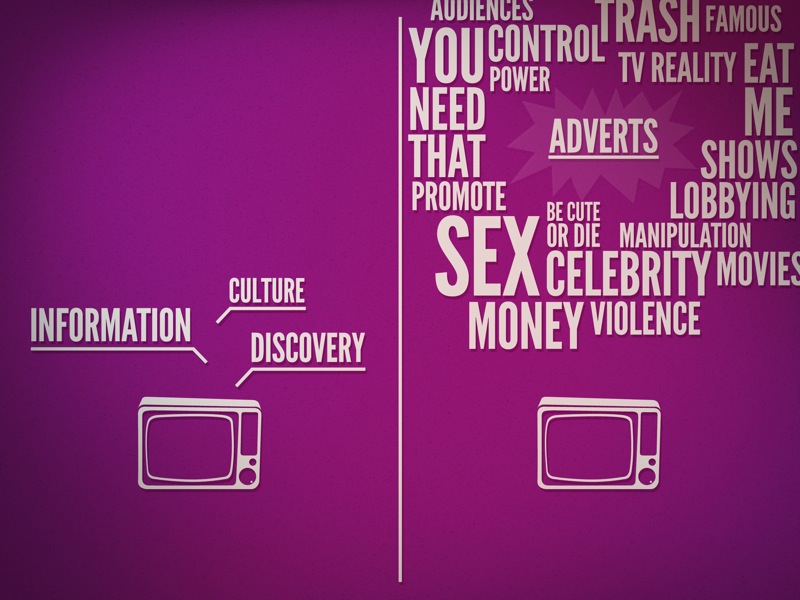 CULTURE
INFORMATION
DISCOVERY
AUDIENCES
TRASH
FAMOUS
YOU
CONTROL
POWER
TV REALITY
EAT
NEED
ME
ADVERTS
THAT
SHOWS
PROMOTE
LOBBYING
SEX
BE CUTE
OR DIE
MANIPULATION
CELEBRITY
MOVIES
MONEY
VIOLENCE